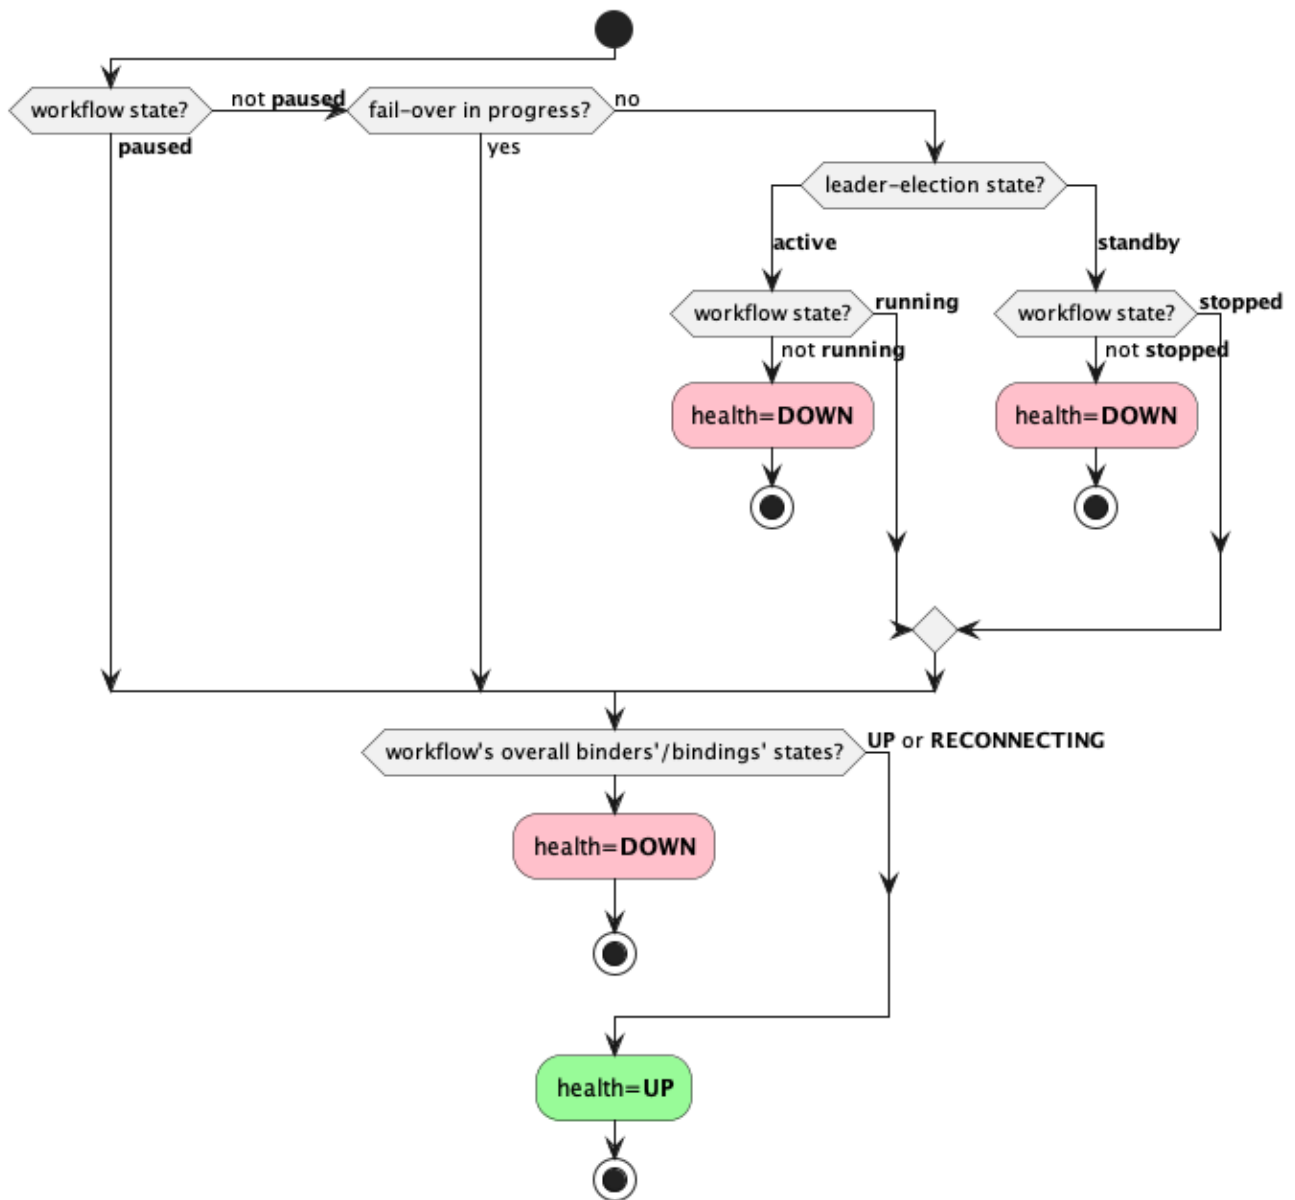 workflow state?
not paused
fail-over in progress?
no
paused
yes
leader-election state?
active
standby
workflow state?
running
workflow state?
stopped
not running
not stopped
health=DOWN
health=DOWN
workflow's overall binders'/bindings' states?
UP or RECONNECTING
health=DOWN
health=UP